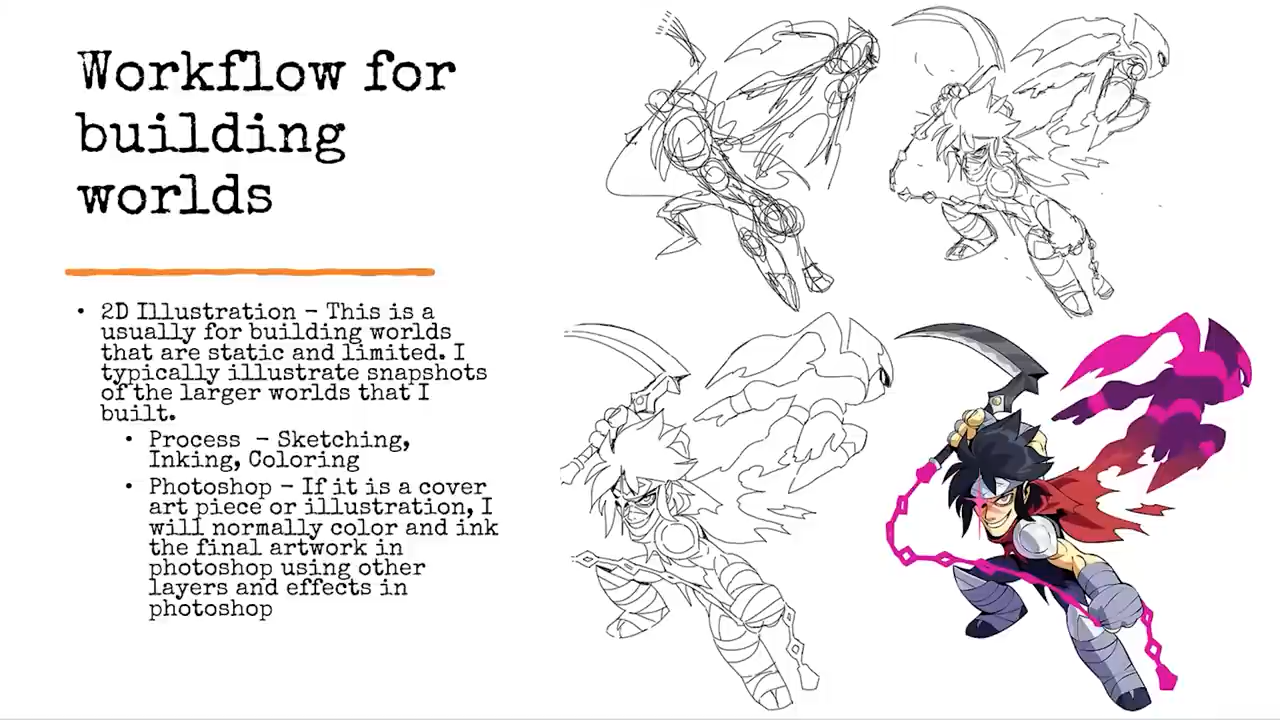 Workflow for
building
worlds
• 2D Illustration – This is a
usually for building worlds
that are static and limited. I
typically illustrate snapshots
of the larger worlds that I
built.
• Process – Sketching,
Inking, Coloring
• Photoshop – If it is a cover
art piece or illustration, I
will normally color and ink
the final artwork in
photoshop using other
layers and effects in
photoshop